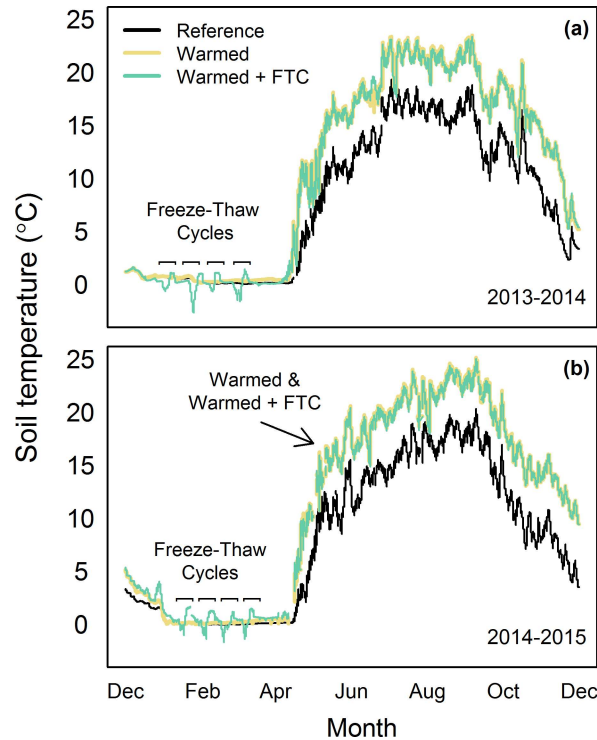 Reference
Warmed
Warmed + FTC
(a)
25
20
15
10
5
0
Freeze-Thaw
Cycles
2013-2014
Soil temperature (°C)
(b)
25
20
15
10
5
0
Warmed &
Warmed + FTC
Freeze-Thaw
Cycles
2014-2015
Dec Feb Apr Jun Aug Oct Dec
Month